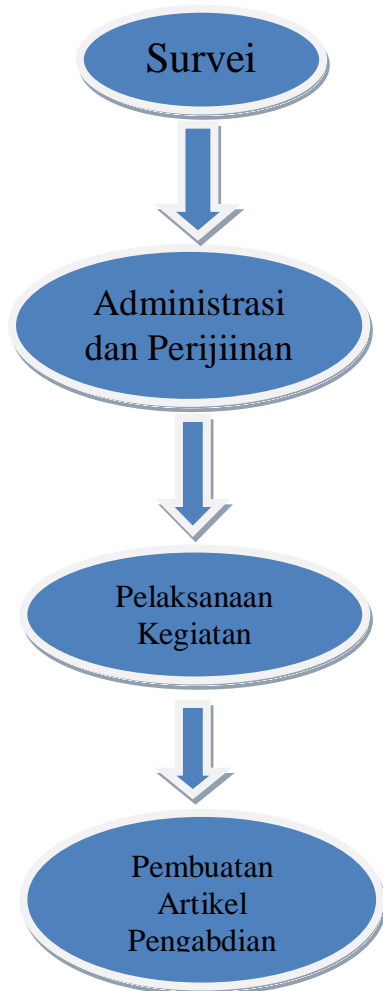 Survei
Administrasi
dan Perijiinan
Pelaksanaan
Kegiatan
Pembuatan
Artikel
Pengabdian